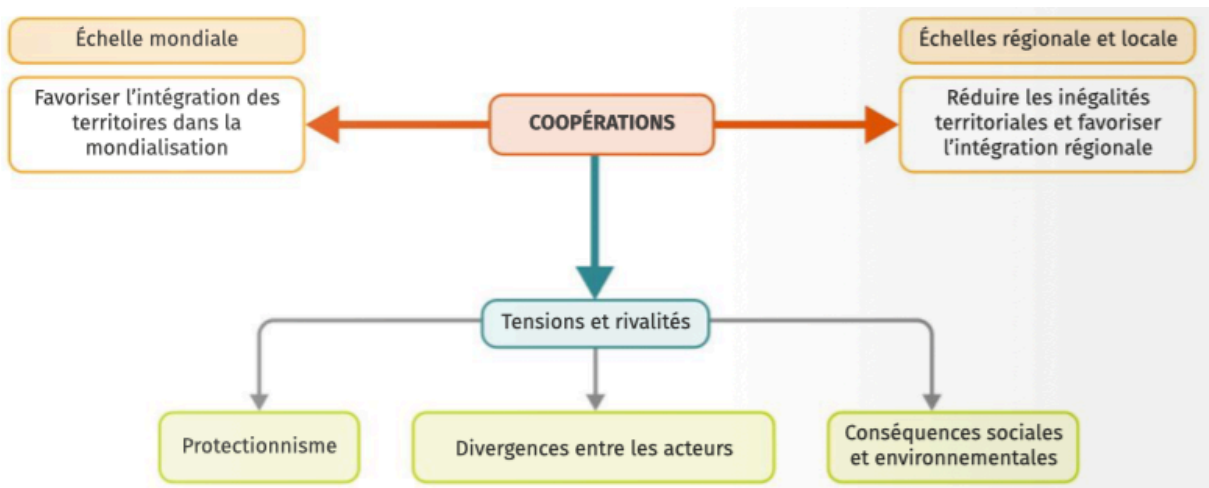 Échelle mondiale
Échelles régionale et locale
Favoriser l'intégration des
territoires dans la
mondialisation
COOPÉRATIONS
Réduire les inégalités
territoriales et favoriser
l'intégration régionale
Tensions et rivalités
Protectionnisme
Divergences entre les acteurs
Conséquences sociales
et environnementales